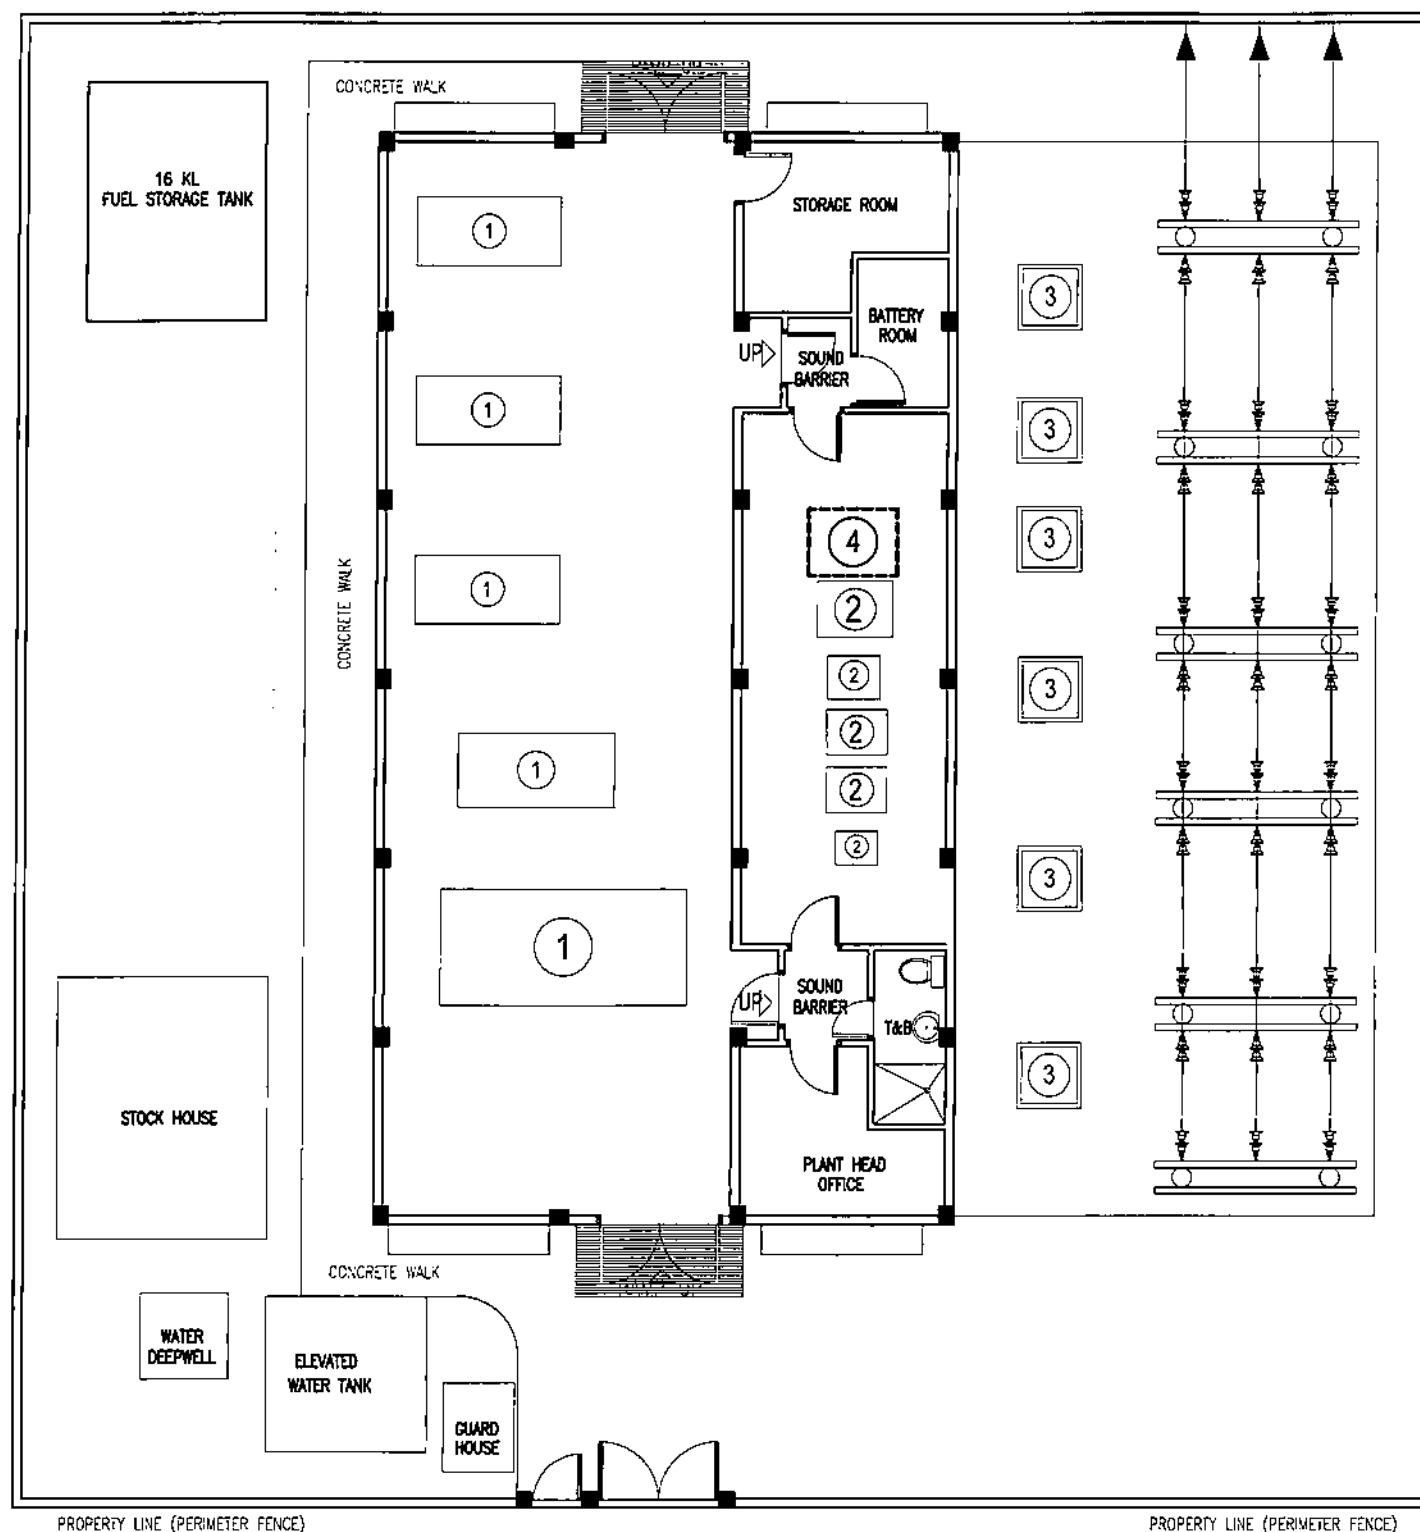 CONCRETE WALK
16 KL
FUEL STORAGE TANK
STORAGE ROOM
1
3
BATTERY
ROOM
UP
SOUND
BARRIER
1
3
4
3
CONCRETE WALK
1
2
2
3
2
1
2
2
3
1
SOUND
BARRIER
UP
T&B
3
STOCK HOUSE
PLANT HEAD
OFFICE
CONCRETE WALK
WATER
DEEPWELL
ELEVATED
WATER TANK
GUARD
HOUSE
PROPERTY LINE (PERIMETER FENCE)
PROPERTY LINE (PERIMETER FENCE)